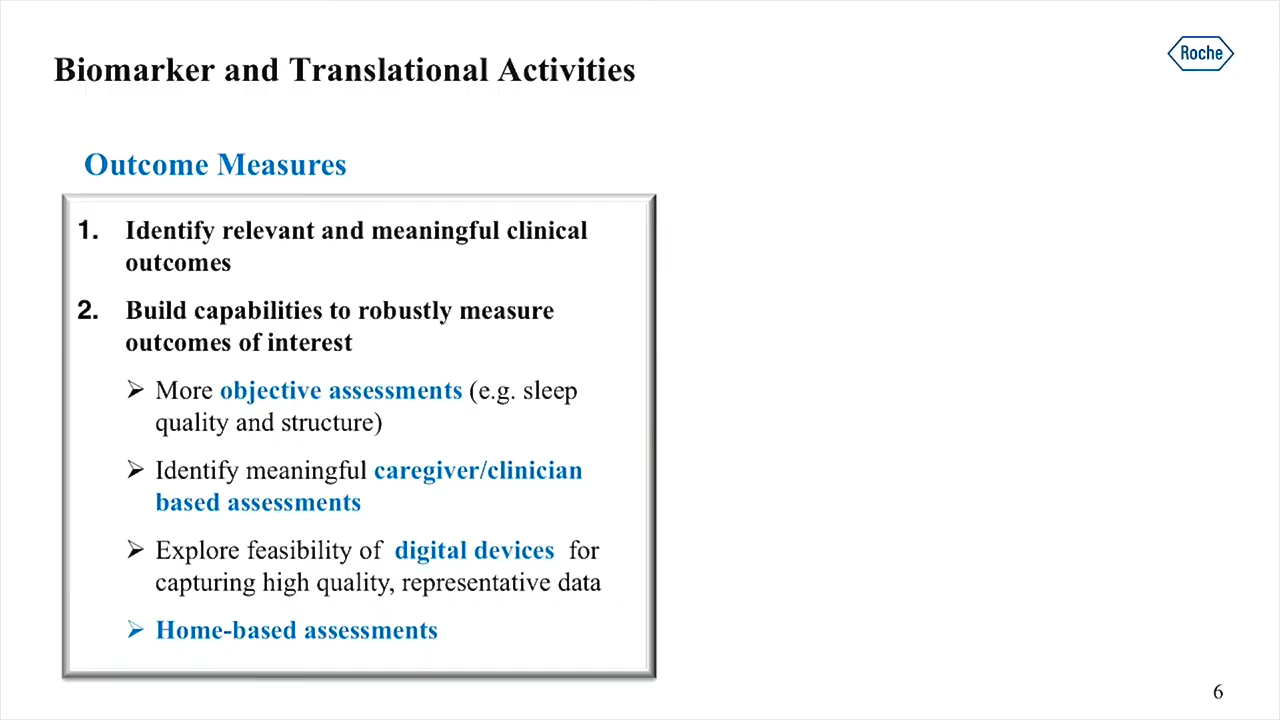 Biomarker and Translational Activities
Roche
Outcome Measures
1. Identify relevant and meaningful clinical
outcomes
2. Build capabilities to robustly measure
outcomes of interest
➢ More objective assessments (e.g. sleep
quality and structure)
➢ Identify meaningful caregiver/clinician
based assessments
➢ Explore feasibility of digital devices for
capturing high quality, representative data
➢ Home-based assessments
6